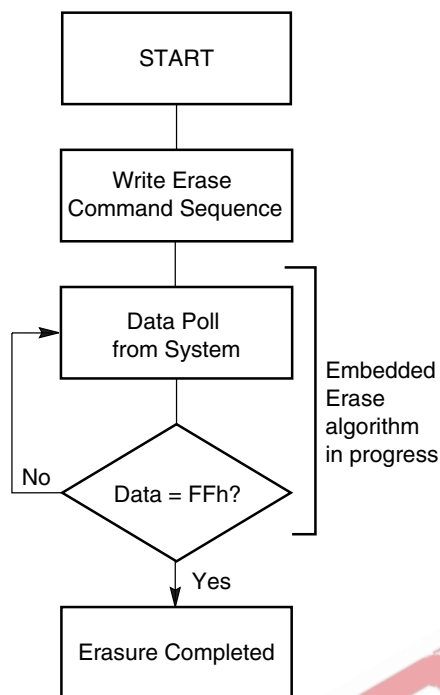 START
Write Erase
Command Sequence
Data Poll
from System
Embedded
Erase
algorithm
in progress
No
Data = FFh?
Yes
Erasure Completed